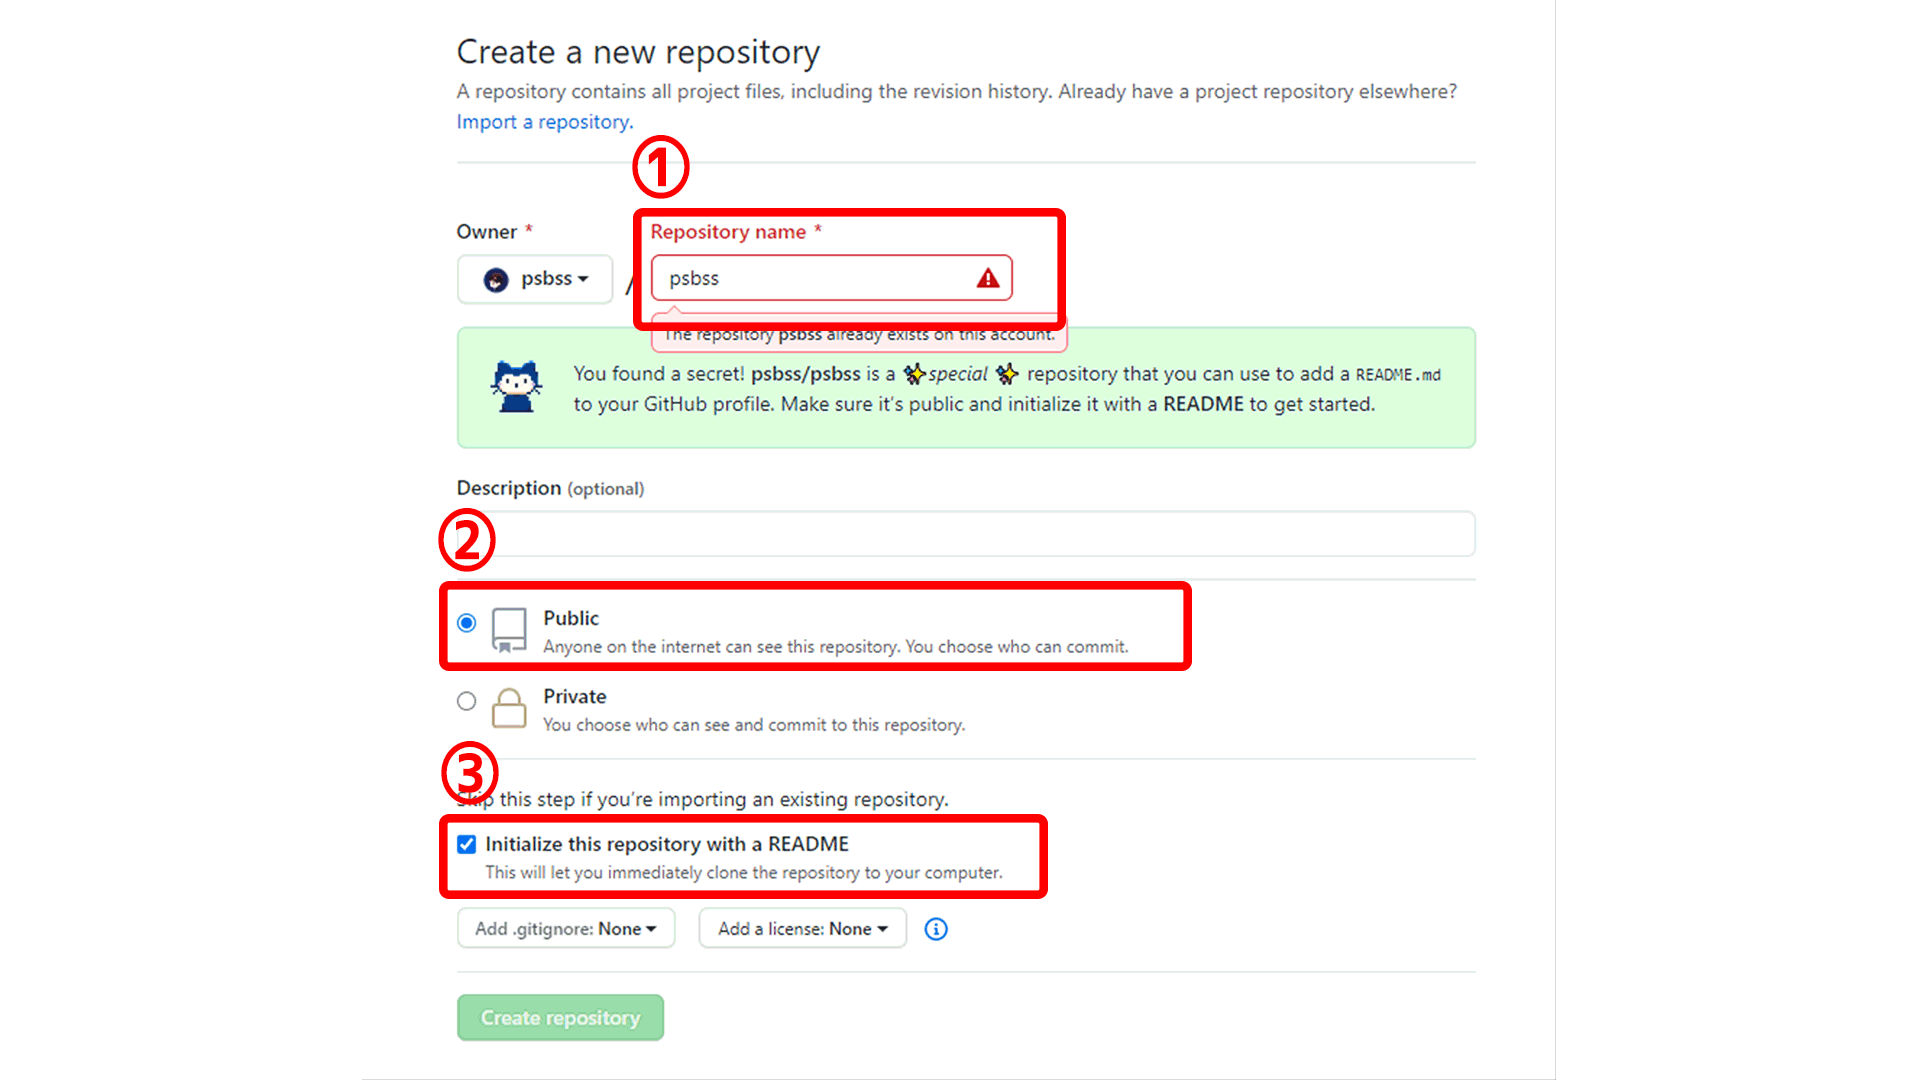 Create a new repository
A repository contains all project files, including the revision history. Already have a project repository elsewhere?
Import a repository.
①
Owner *
Repository name *
psbss
/
psbss
The repository psbss already exists on this account.
You found a secret! psbss/psbss is a ✨special ✨ repository that you can use to add a README.md
to your GitHub profile. Make sure it’s public and initialize it with a README to get started.
Description (optional)
②
Public
Anyone on the internet can see this repository. You choose who can commit.
Private
You choose who can see and commit to this repository.
③
Skip this step if you’re importing an existing repository.
Initialize this repository with a README
This will let you immediately clone the repository to your computer.
Add .gitignore: None
Add a license: None
Create repository